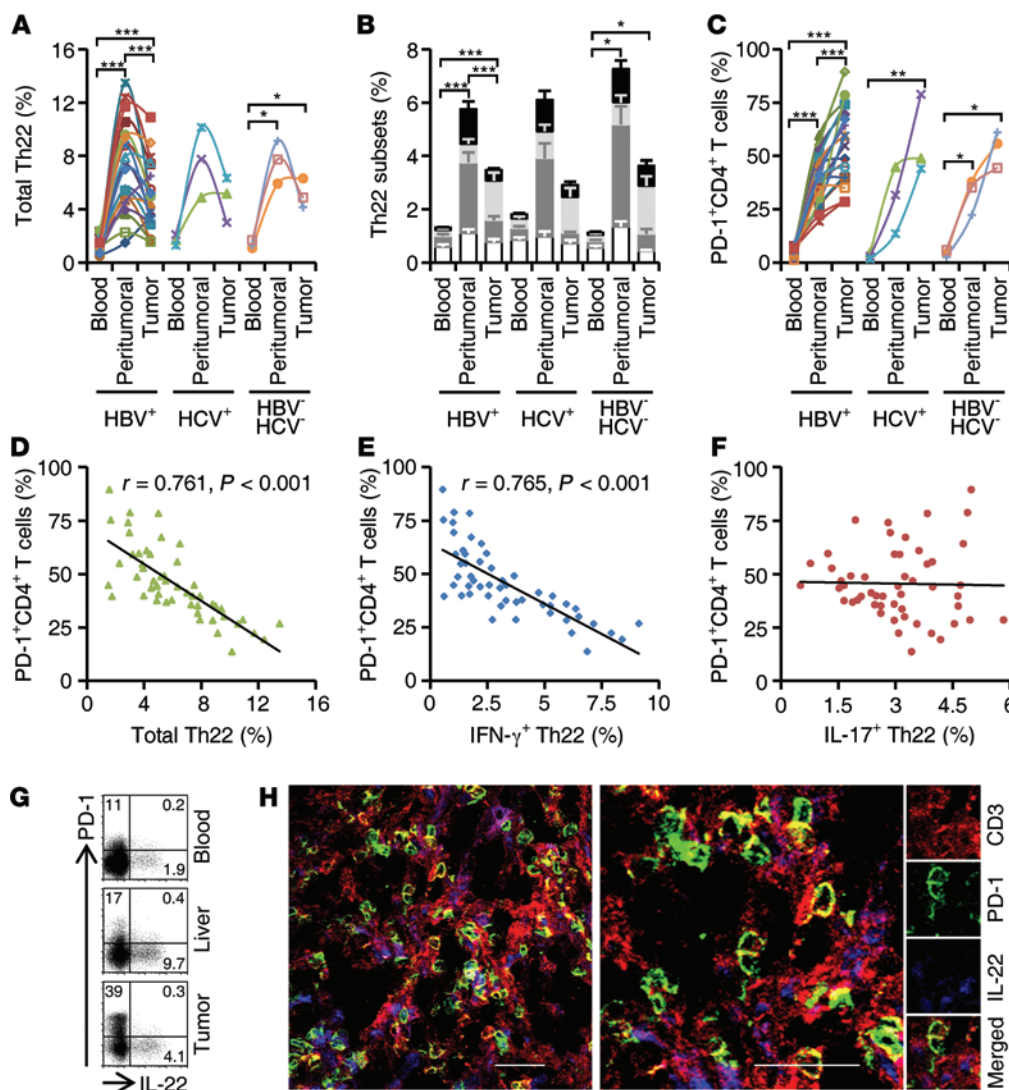 A
Total Th22 (%)
16
12
8
4
0
***
***
***
*
*
Blood
Peritumoral
Tumor
Blood
Peritumoral
Tumor
Blood
Peritumoral
Tumor
HBV⁺
HCV⁺
HBV⁻
HCV⁻
B
Th22 subsets (%)
8
6
4
2
0
***
***
***
*
*
Blood
Peritumoral
Tumor
Blood
Peritumoral
Tumor
Blood
Peritumoral
Tumor
HBV⁺
HCV⁺
HBV⁻
HCV⁻
C
PD-1⁺CD4⁺ T cells (%)
100
75
50
25
0
***
***
***
**
*
*
Blood
Peritumoral
Tumor
Blood
Peritumoral
Tumor
Blood
Peritumoral
Tumor
HBV⁺
HCV⁺
HBV⁻
HCV⁻
D
r = 0.761, P < 0.001
PD-1⁺CD4⁺ T cells (%)
100
75
50
25
0
0 4 8 12 16
Total Th22 (%)
E
r = 0.765, P < 0.001
PD-1⁺CD4⁺ T cells (%)
100
75
50
25
0
0 2.5 5 7.5 10
IFN-γ⁺ Th22 (%)
F
PD-1⁺CD4⁺ T cells (%)
100
75
50
25
0
0 1.5 3 4.5 6
IL-17⁺ Th22 (%)
G
PD-1
11 0.2
1.9
Blood
17 0.4
9.7
Liver
39 0.3
4.1
Tumor
IL-22
H
CD3
PD-1
IL-22
Merged